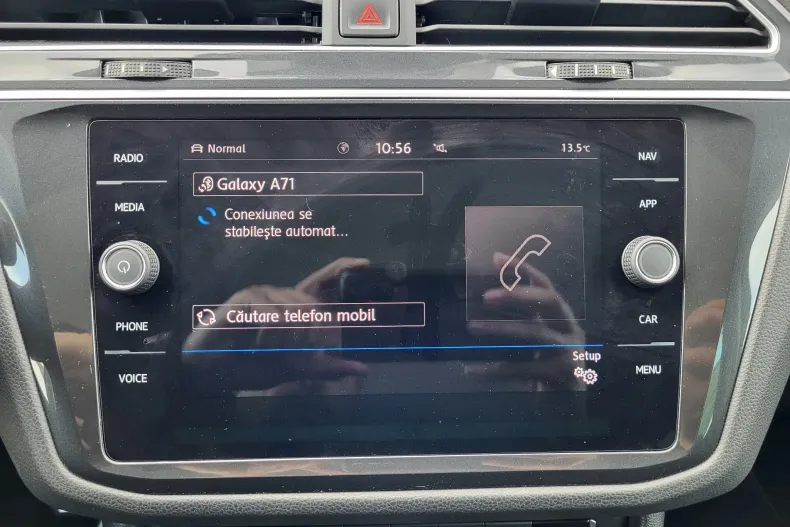 RADIO
MEDIA
PHONE
VOICE
Normal 10:56 13.5°C
Galaxy A71
Conexiunea se
stabilește automat...
Căutare telefon mobil
Setup
NAV
APP
CAR
MENU